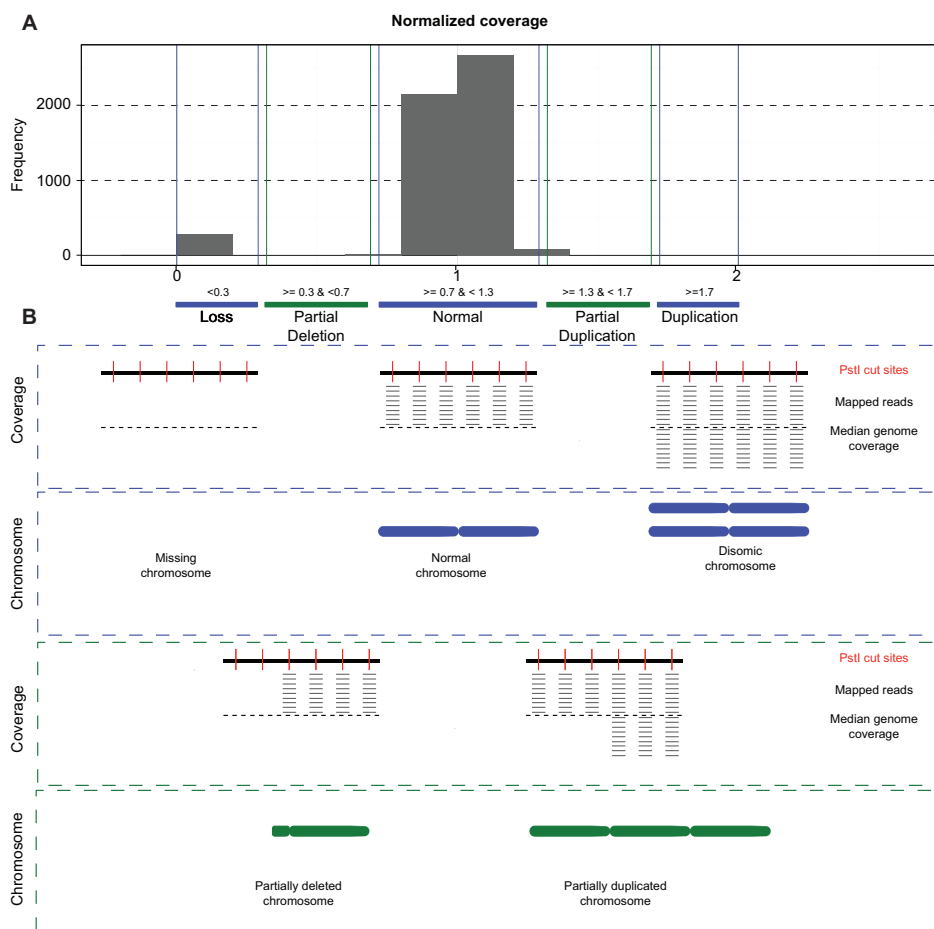 A
Normalized coverage
Frequency
2000
1000
0
0
1
2
<0.3
>= 0.3 & <0.7
>= 0.7 & < 1.3
>= 1.3 & < 1.7
>=1.7
B
Loss
Partial
Deletion
Normal
Partial
Duplication
Duplication
Coverage
PstI cut sites
Mapped reads
Median genome
coverage
Chromosome
Missing
chromosome
Normal
chromosome
Disomic
chromosome
Coverage
PstI cut sites
Mapped reads
Median genome
coverage
Chromosome
Partially deleted
chromosome
Partially duplicated
chromosome